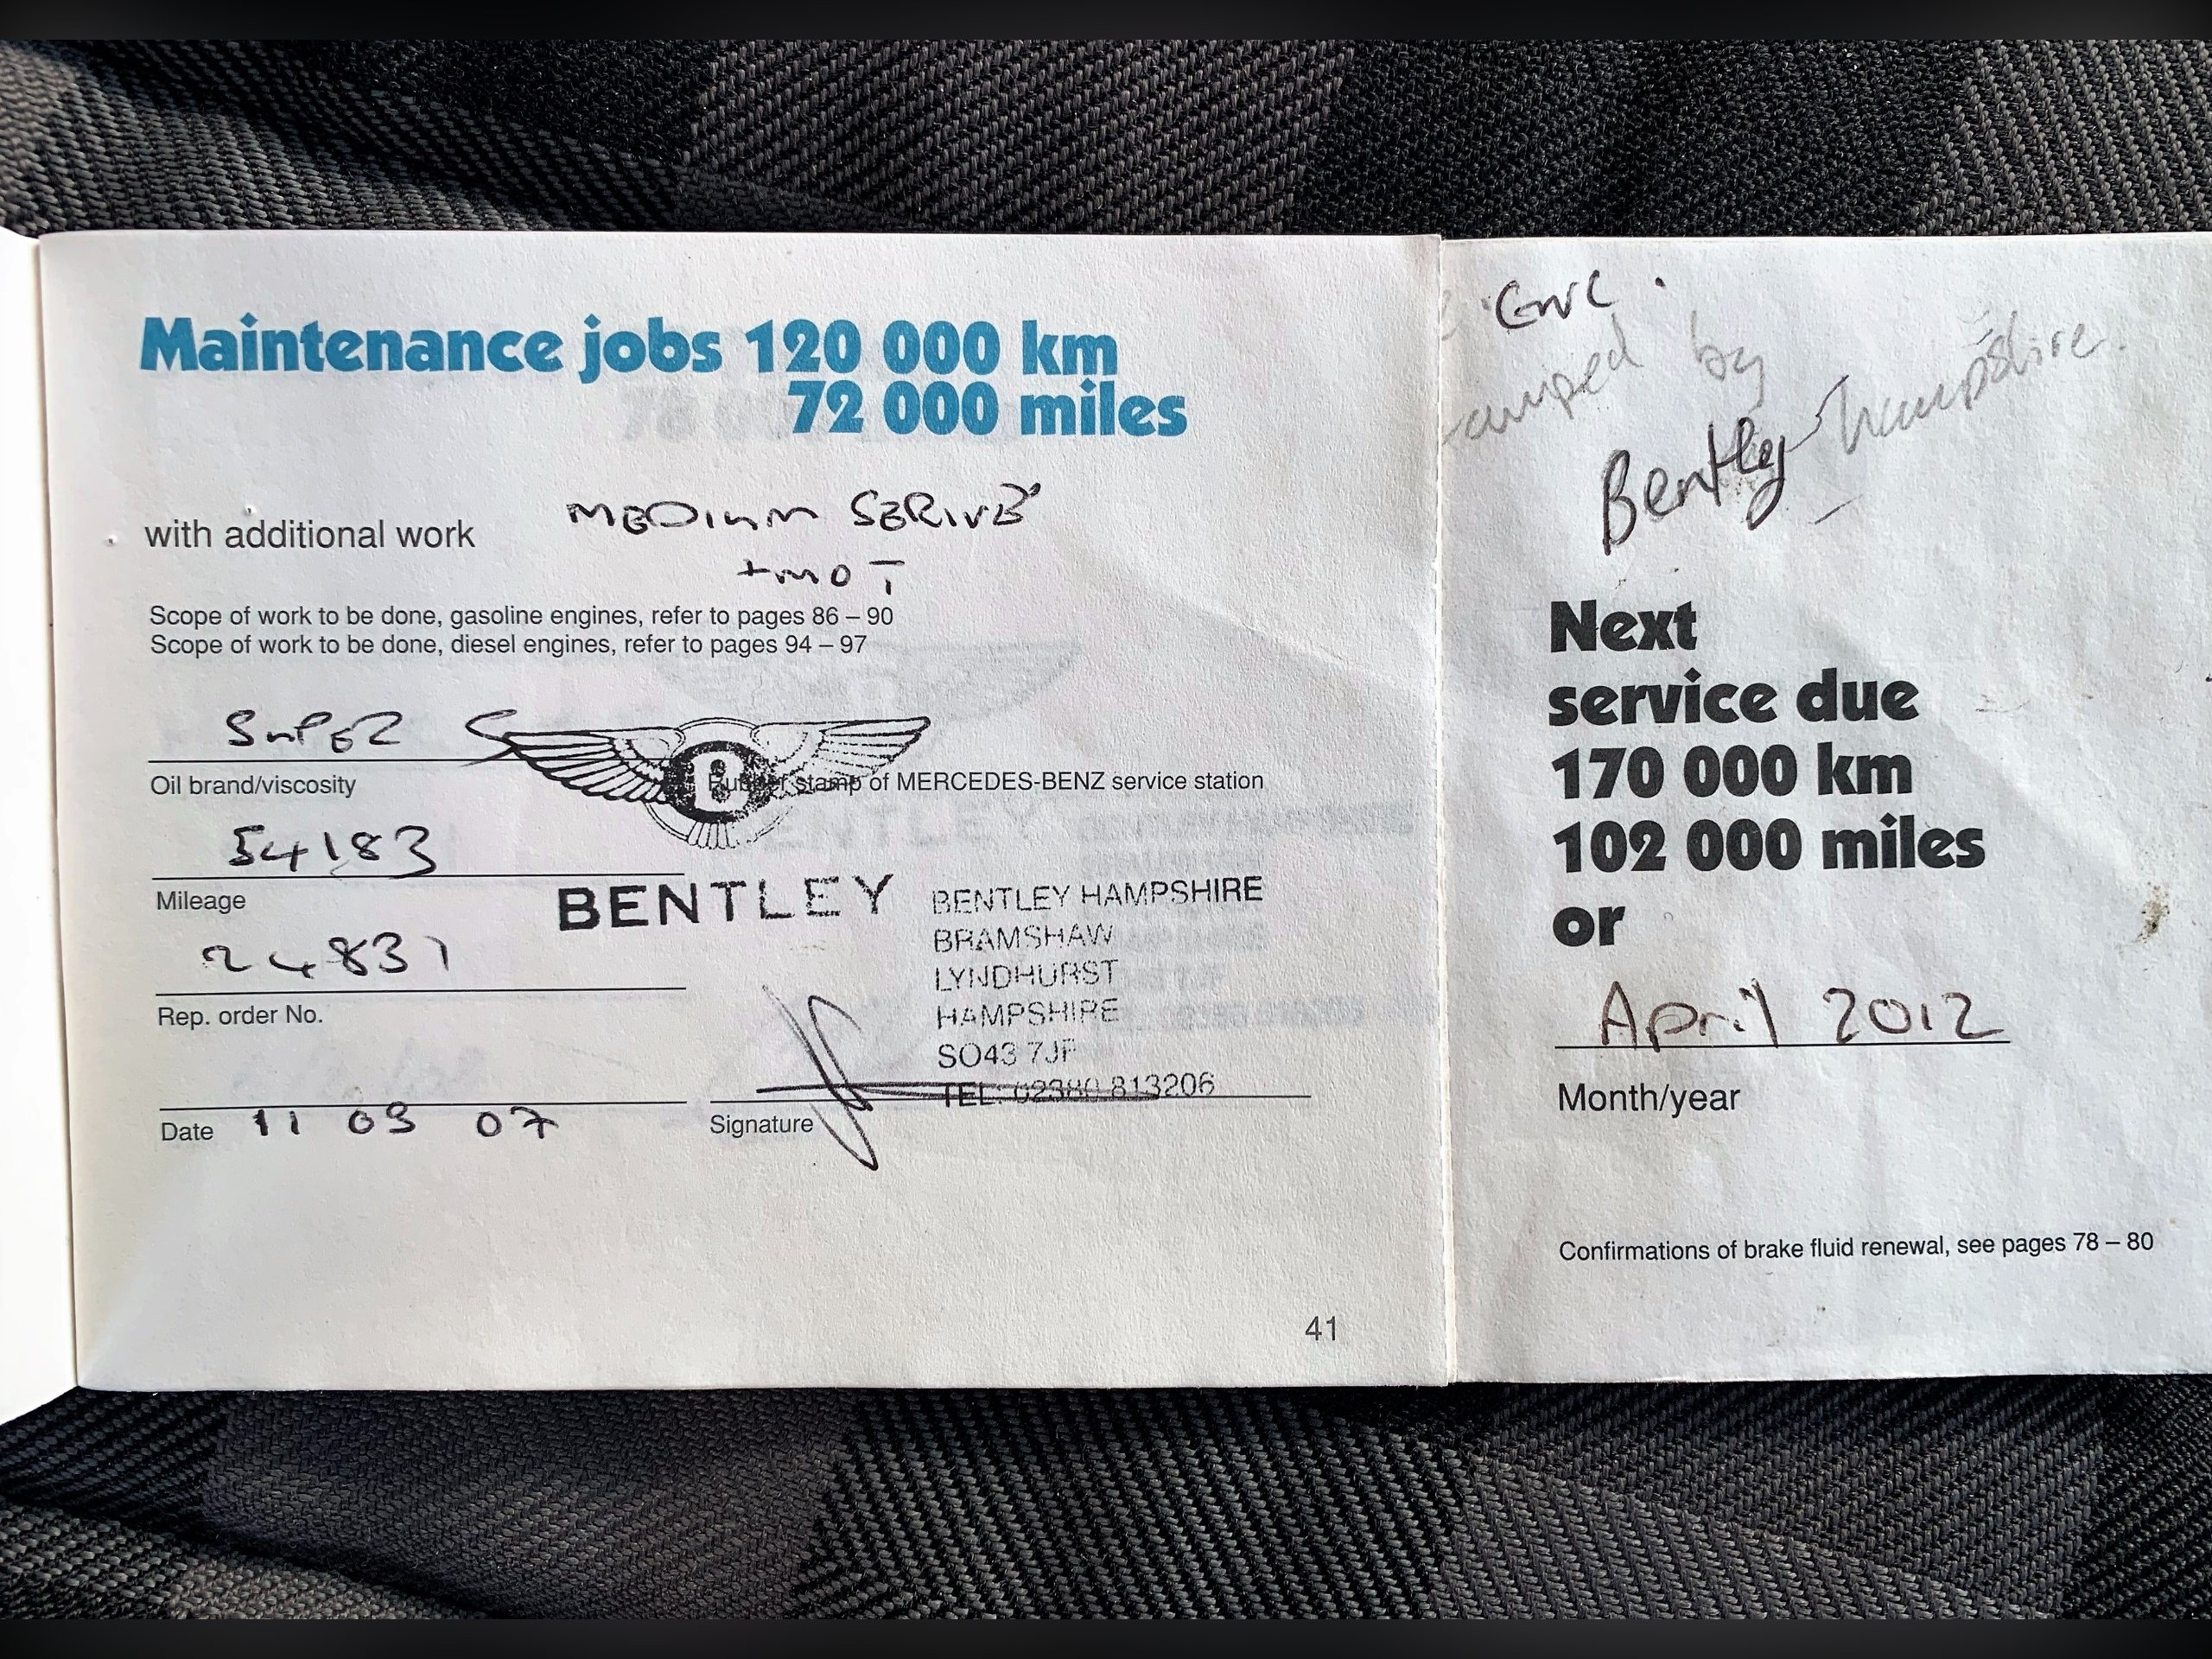 Maintenance jobs 120 000 km
72 000 miles
with additional work MEDIUM SERIVE
+ MOT
Scope of work to be done, gasoline engines, refer to pages 86 – 90
Scope of work to be done, diesel engines, refer to pages 94 – 97
SUPER S
Oil brand/viscosity
B
Rubber stamp of MERCEDES-BENZ service station
54183
Mileage
24831
Rep. order No.
BENTLEY
BENTLEY HAMPSHIRE
BRAMSHAW
LYNDHURST
HAMPSHIRE
SO43 7JF
TEL: 02380 813206
Date 11 09 07
Signature
41
by
Bentley Hampshire.
Next
service due
170 000 km
102 000 miles
or
April 2012
Month/year
Confirmations of brake fluid renewal, see pages 78 – 80